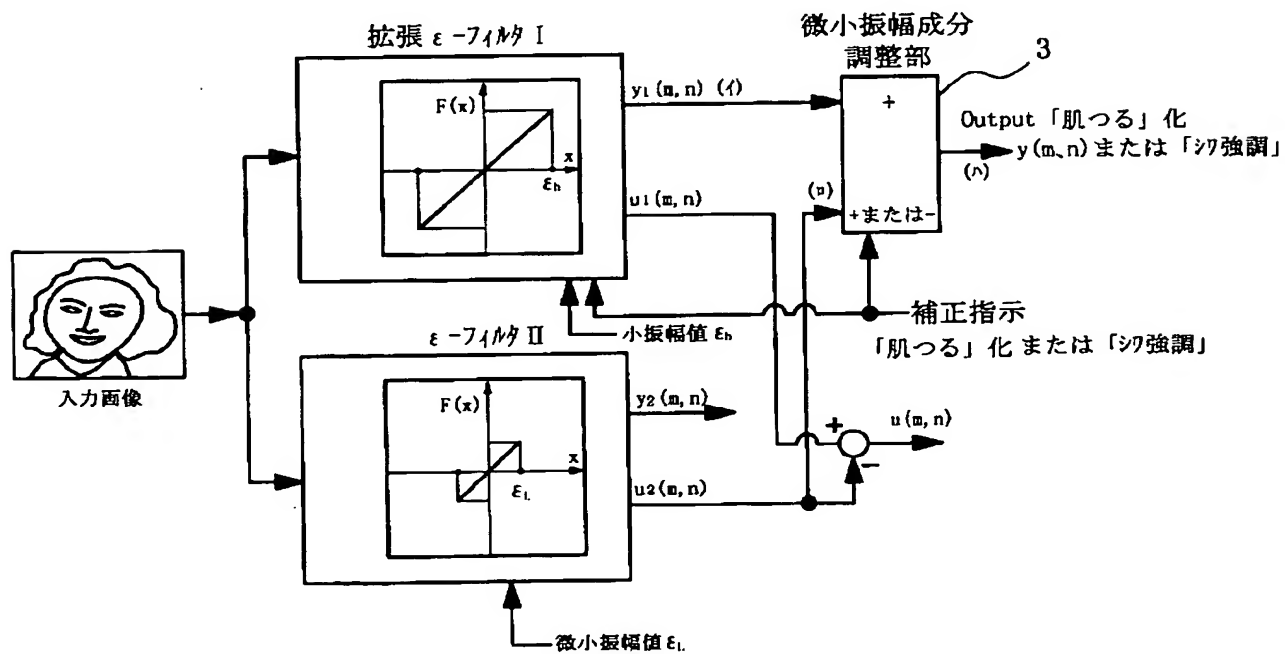 拡張 ε-フィルタ I
微小振幅成分
調整部
3
F(x)
x
εh
y1(m,n) (イ)
u1(m,n)
+
(ロ)
+または-
Output「肌つる」化
y(m、n)または「シワ強調」
(ハ)
入力画像
小振幅値 εh
補正指示
「肌つる」化 または「シワ強調」
ε-フィルタ II
F(x)
x
εL
y2(m,n)
u2(m,n)
+
-
u(m,n)
微小振幅値 εL